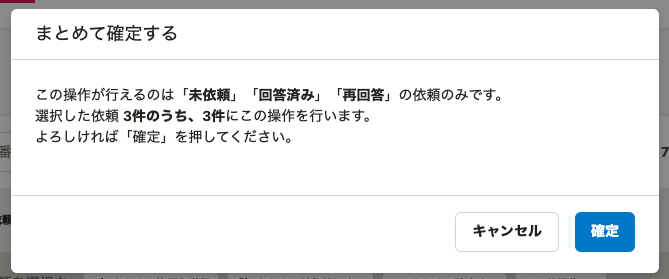 まとめて確定する
この操作が行えるのは「未依頼」「回答済み」「再回答」の依頼のみです。
選択した依頼 3件のうち、3件にこの操作を行います。
よろしければ「確定」を押してください。
番
7
依頼
キャンセル
確定